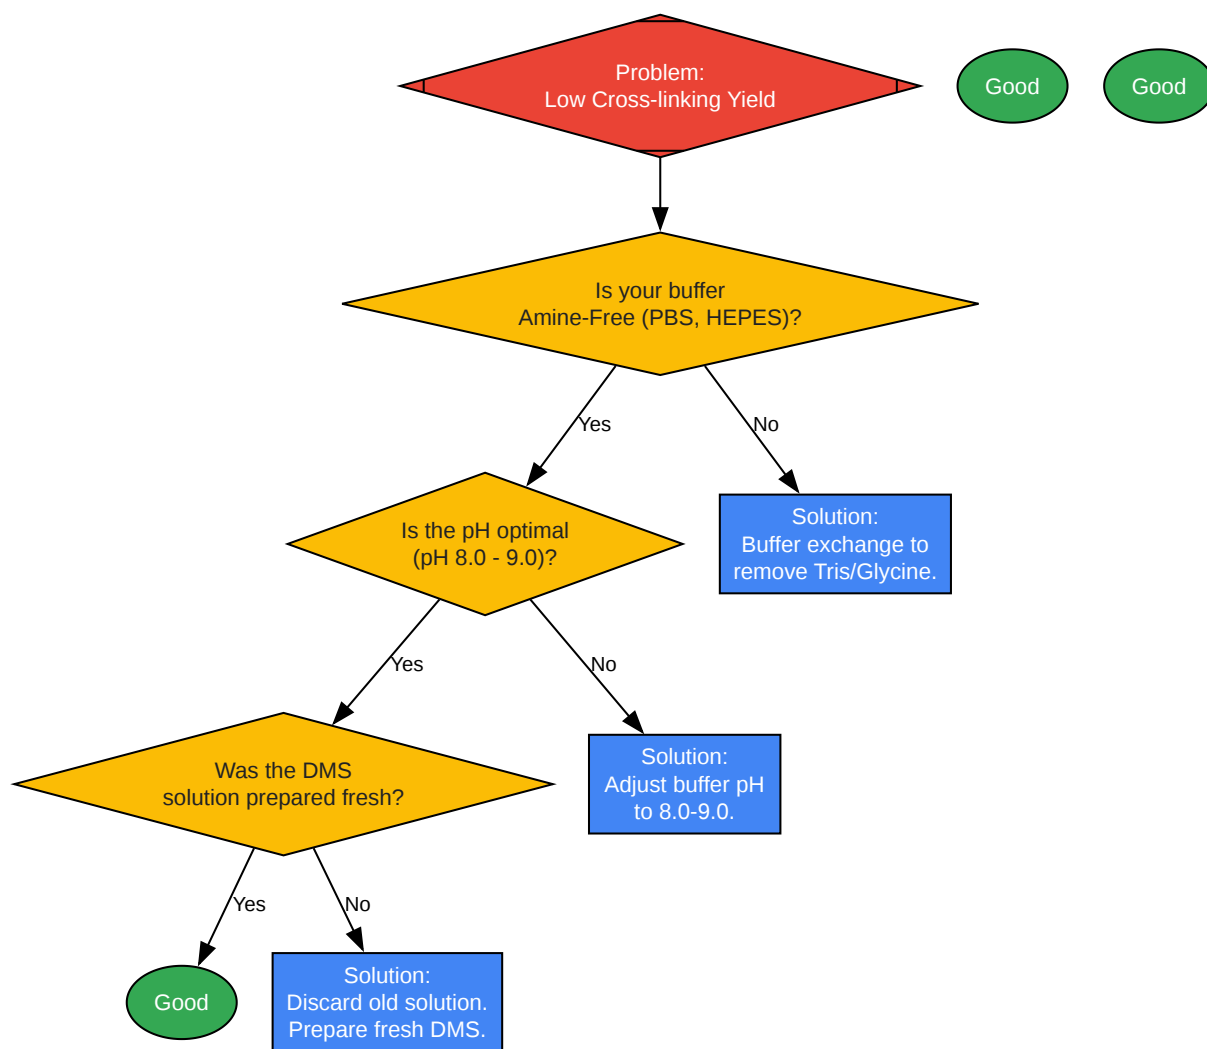 Problem:
Low Cross-linking Yield
Good
Good
Is your buffer
Amine-Free (PBS, HEPES)?
Yes
No
Is the pH optimal
(pH 8.0 - 9.0)?
Solution:
Buffer exchange to
remove Tris/Glycine.
Yes
No
Was the DMS
solution prepared fresh?
Solution:
Adjust buffer pH
to 8.0-9.0.
Yes
No
Good
Solution:
Discard old solution.
Prepare fresh DMS.